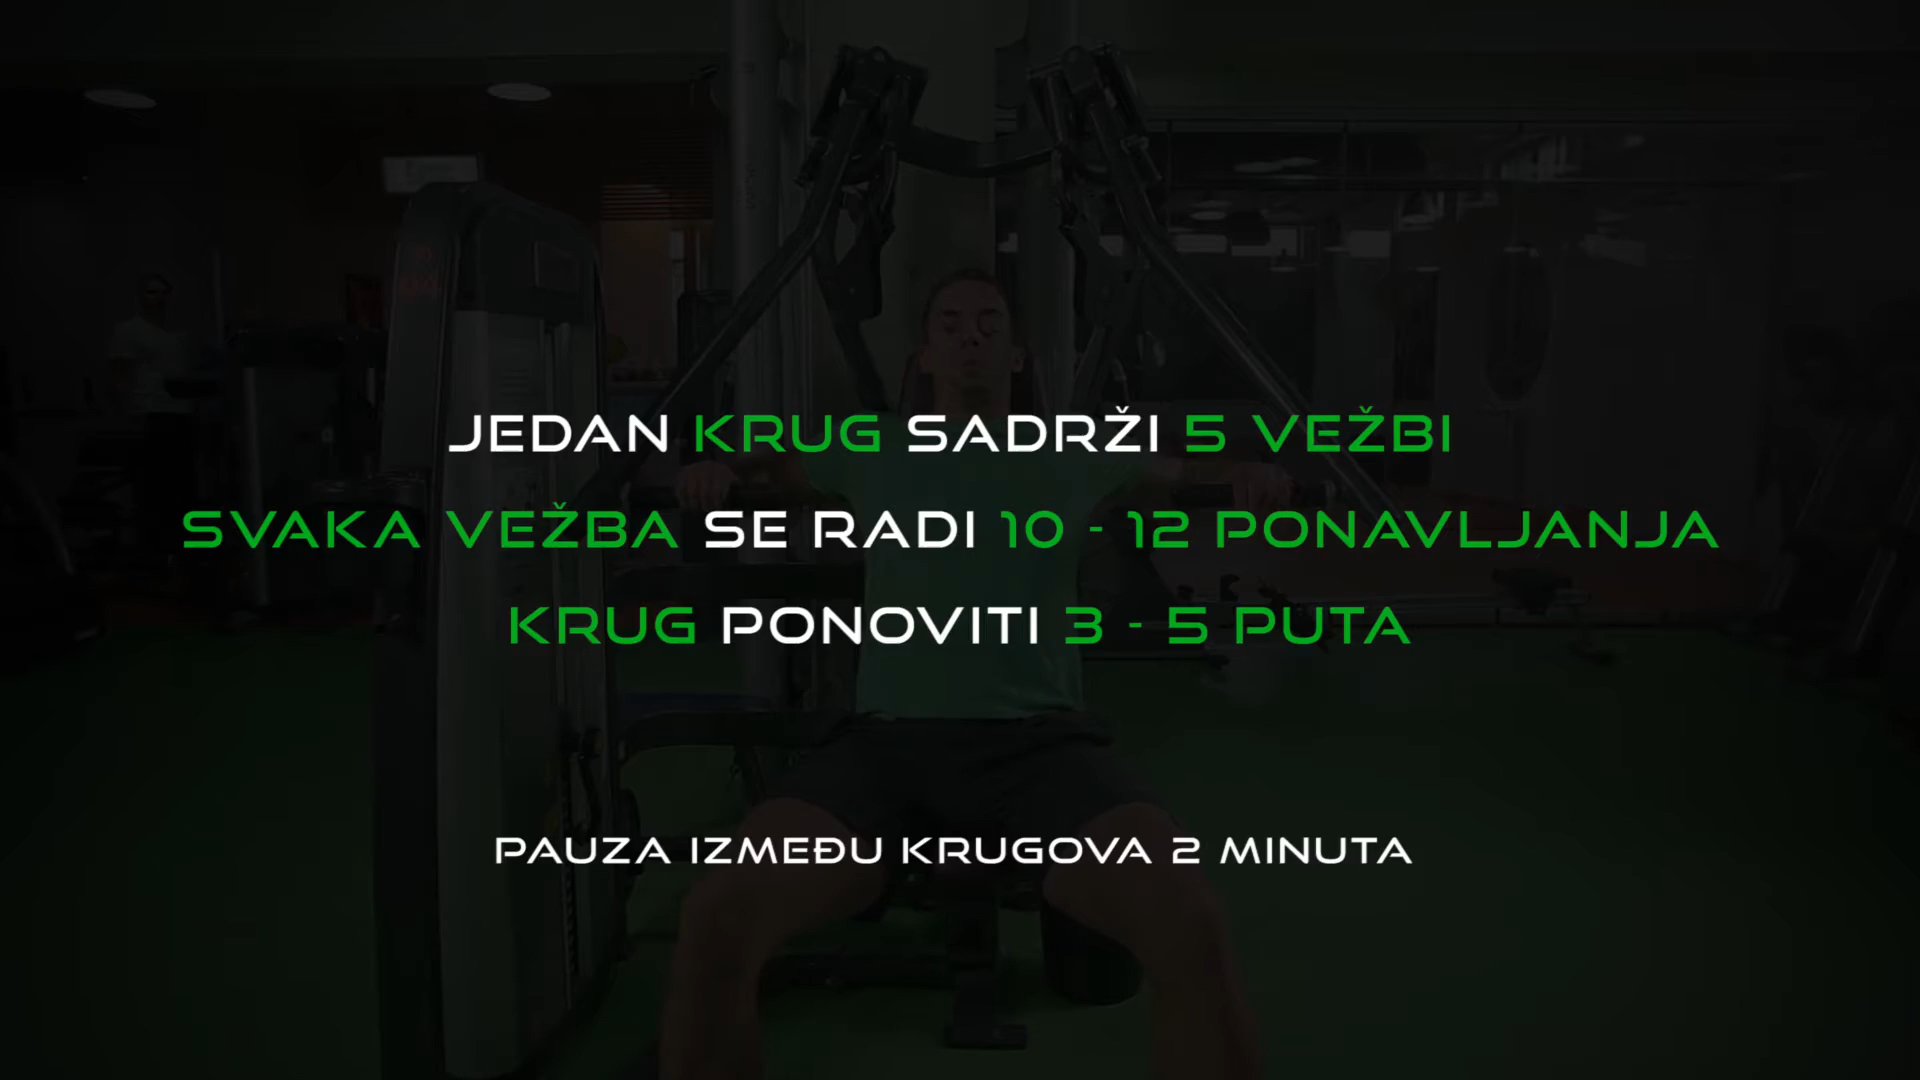 JEDAN KRUG SADRŽI 5 VEŽBI
SVAKA VEŽBA SE RADI 10 - 12 PONAVLJANJA
KRUG PONOVITI 3 - 5 PUTA
PAUZA IZMEĐU KRUGOVA 2 MINUTA